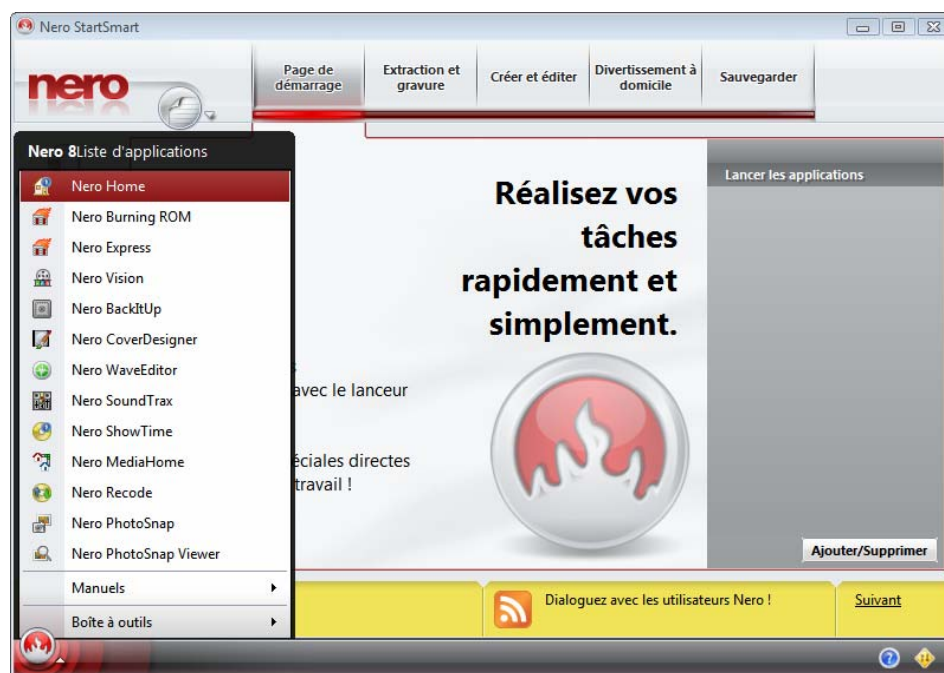 Nero StartSmart
nero
Page de
démarrage
Extraction et
gravure
Créer et éditer
Divertissement à
domicile
Sauvegarder
Nero 8Liste d'applications
Nero Home
Nero Burning ROM
Nero Express
Nero Vision
Nero BackItUp
Nero CoverDesigner
Nero WaveEditor
Nero SoundTrax
Nero ShowTime
Nero MediaHome
Nero Recode
Nero PhotoSnap
Nero PhotoSnap Viewer
Manuels
Boîte à outils
Réalisez vos
tâches
rapidement et
simplement.
avec le lanceur
éciales directes
travail !
Lancer les applications
Ajouter/Supprimer
Dialoguez avec les utilisateurs Nero !
Suivant